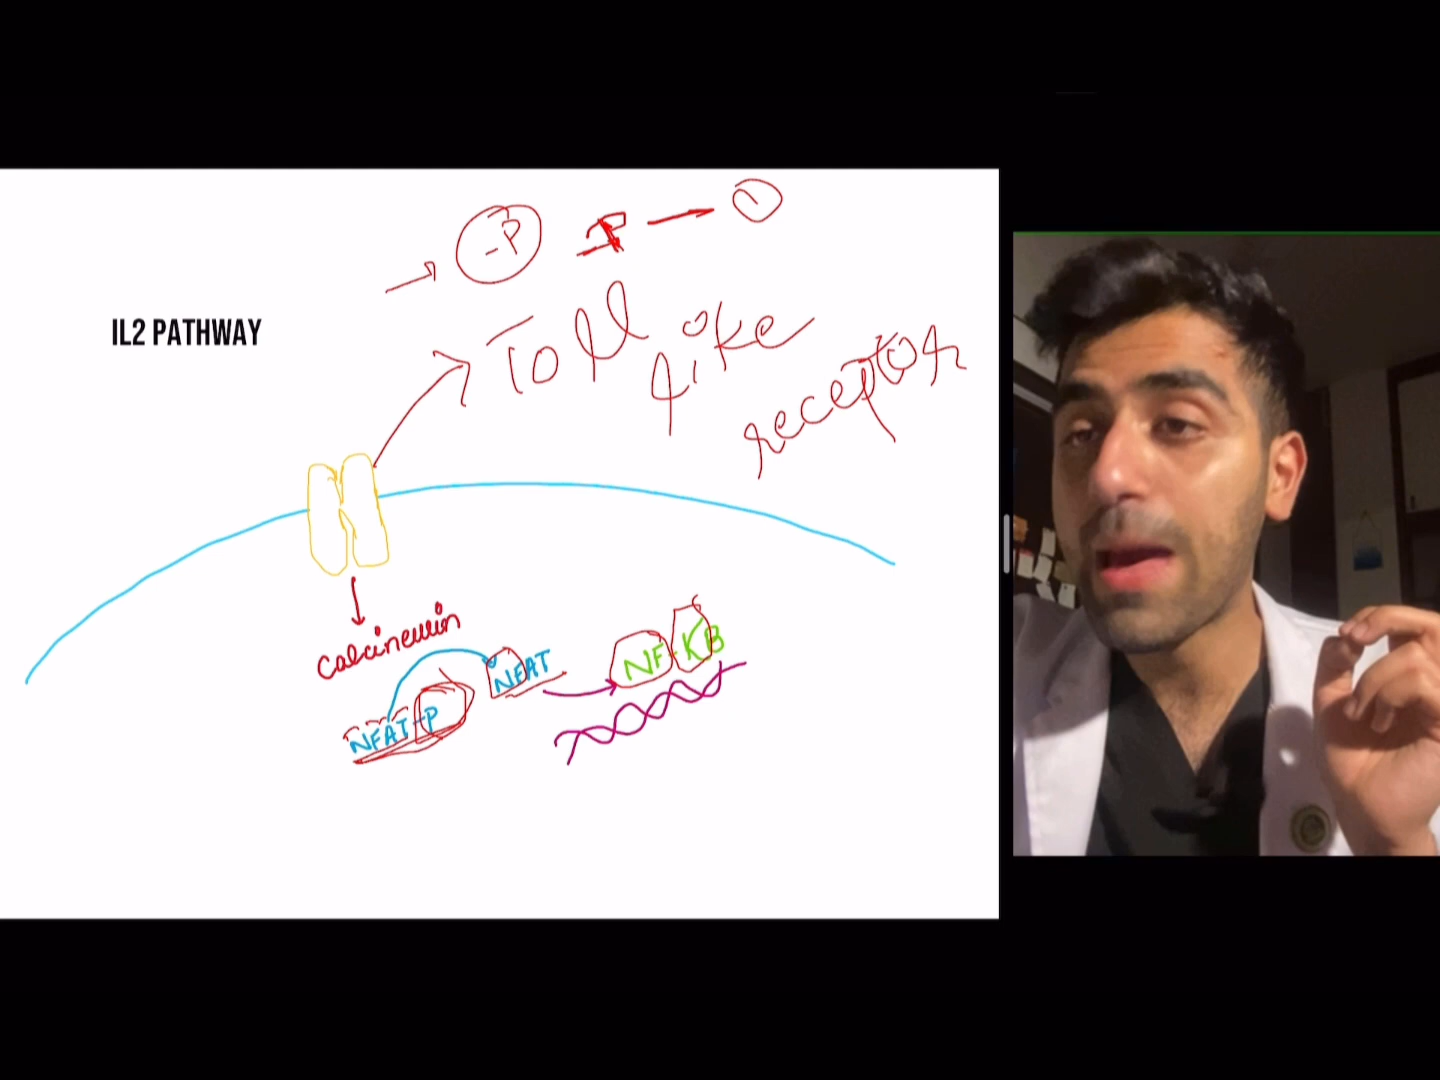 -P P
IL2 PATHWAY
Toll like receptor
calcineurin
NFAT-P
NFAT
NF-KB